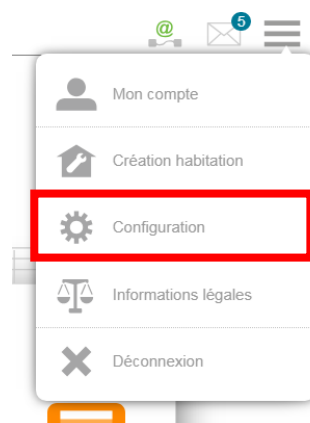 @
5
Mon compte
Création habitation
Configuration
Informations légales
Déconnexion